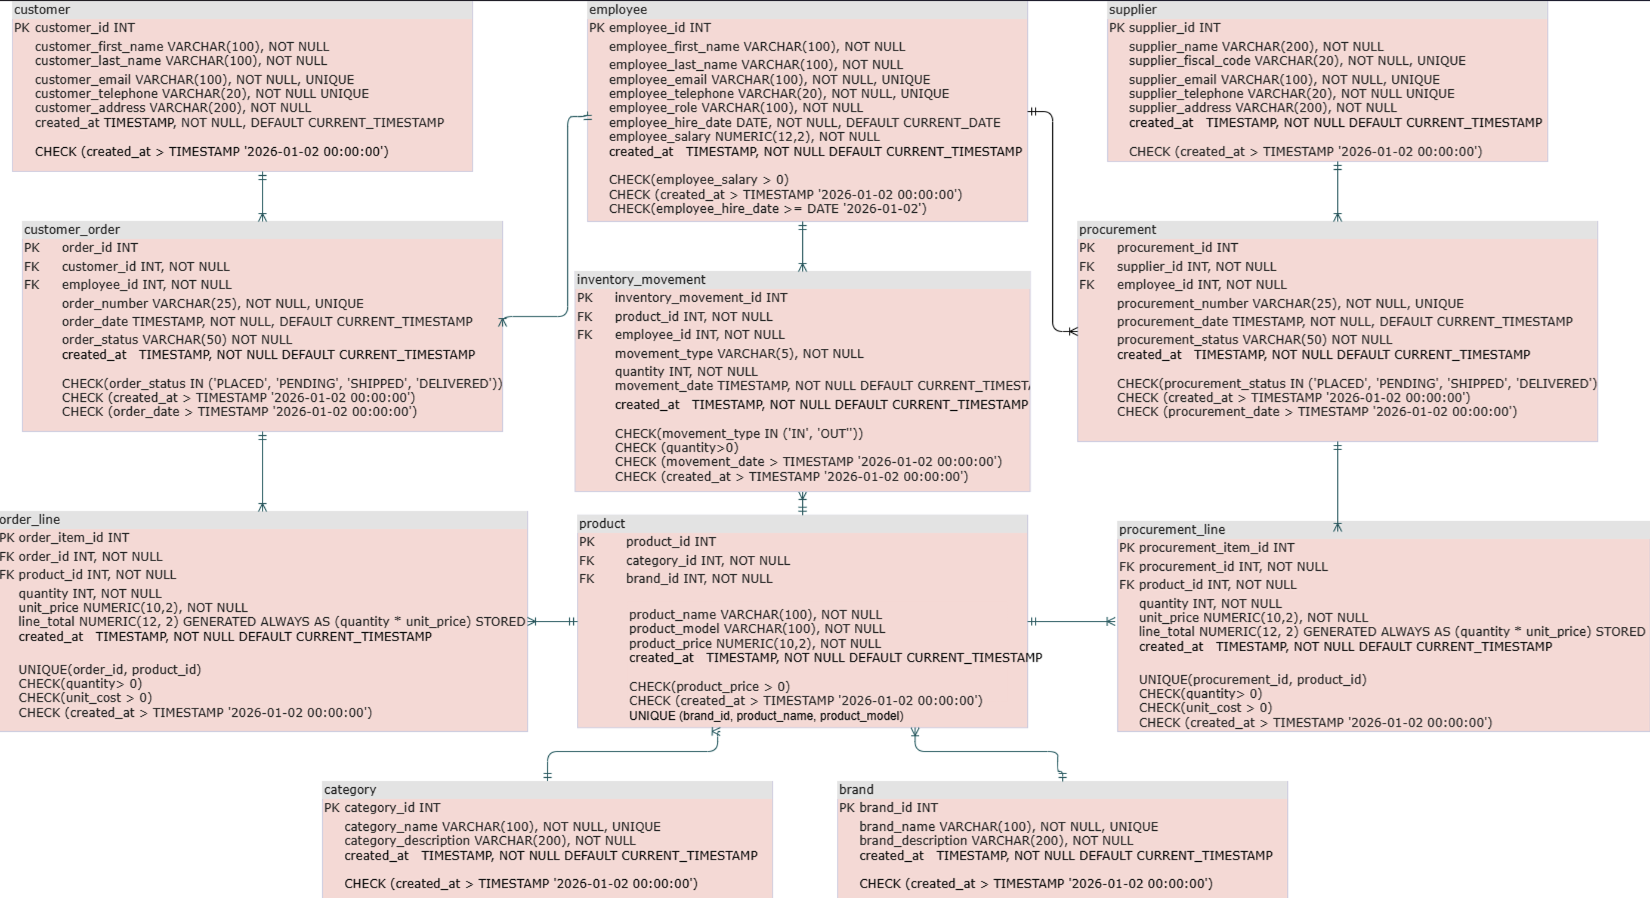 customer
PK customer_id INT
customer_first_name VARCHAR(100), NOT NULL
customer_last_name VARCHAR(100), NOT NULL
customer_email VARCHAR(100), NOT NULL, UNIQUE
customer_telephone VARCHAR(20), NOT NULL UNIQUE
customer_address VARCHAR(200), NOT NULL
created_at TIMESTAMP, NOT NULL, DEFAULT CURRENT_TIMESTAMP
CHECK (created_at > TIMESTAMP '2026-01-02 00:00:00')
employee
PK employee_id INT
employee_first_name VARCHAR(100), NOT NULL
employee_last_name VARCHAR(100), NOT NULL
employee_email VARCHAR(100), NOT NULL, UNIQUE
employee_telephone VARCHAR(20), NOT NULL, UNIQUE
employee_role VARCHAR(100), NOT NULL
employee_hire_date DATE, NOT NULL, DEFAULT CURRENT_DATE
employee_salary NUMERIC(12,2), NOT NULL
created_at TIMESTAMP, NOT NULL DEFAULT CURRENT_TIMESTAMP
CHECK(employee_salary > 0)
CHECK (created_at > TIMESTAMP '2026-01-02 00:00:00')
CHECK(employee_hire_date >= DATE '2026-01-02')
supplier
PK supplier_id INT
supplier_name VARCHAR(200), NOT NULL
supplier_fiscal_code VARCHAR(20), NOT NULL, UNIQUE
supplier_email VARCHAR(100), NOT NULL, UNIQUE
supplier_telephone VARCHAR(20), NOT NULL UNIQUE
supplier_address VARCHAR(200), NOT NULL
created_at TIMESTAMP, NOT NULL DEFAULT CURRENT_TIMESTAMP
CHECK (created_at > TIMESTAMP '2026-01-02 00:00:00')
customer_order
PK order_id INT
FK customer_id INT, NOT NULL
FK employee_id INT, NOT NULL
order_number VARCHAR(25), NOT NULL, UNIQUE
order_date TIMESTAMP, NOT NULL, DEFAULT CURRENT_TIMESTAMP
order_status VARCHAR(50) NOT NULL
created_at TIMESTAMP, NOT NULL DEFAULT CURRENT_TIMESTAMP
CHECK(order_status IN ('PLACED', 'PENDING', 'SHIPPED', 'DELIVERED'))
CHECK (created_at > TIMESTAMP '2026-01-02 00:00:00')
CHECK (order_date > TIMESTAMP '2026-01-02 00:00:00')
inventory_movement
PK inventory_movement_id INT
FK product_id INT, NOT NULL
FK employee_id INT, NOT NULL
movement_type VARCHAR(5), NOT NULL
quantity INT, NOT NULL
movement_date TIMESTAMP, NOT NULL DEFAULT CURRENT_TIMESTA
created_at TIMESTAMP, NOT NULL DEFAULT CURRENT_TIMESTAMP
CHECK(movement_type IN ('IN', 'OUT''))
CHECK (quantity>0)
CHECK (movement_date > TIMESTAMP '2026-01-02 00:00:00')
CHECK (created_at > TIMESTAMP '2026-01-02 00:00:00')
procurement
PK procurement_id INT
FK supplier_id INT, NOT NULL
FK employee_id INT, NOT NULL
procurement_number VARCHAR(25), NOT NULL, UNIQUE
procurement_date TIMESTAMP, NOT NULL, DEFAULT CURRENT_TIMESTAMP
procurement_status VARCHAR(50) NOT NULL
created_at TIMESTAMP, NOT NULL DEFAULT CURRENT_TIMESTAMP
CHECK(procurement_status IN ('PLACED', 'PENDING', 'SHIPPED', 'DELIVERED')
CHECK (created_at > TIMESTAMP '2026-01-02 00:00:00')
CHECK (procurement_date > TIMESTAMP '2026-01-02 00:00:00')
order_line
PK order_item_id INT
FK order_id INT, NOT NULL
FK product_id INT, NOT NULL
quantity INT, NOT NULL
unit_price NUMERIC(10,2), NOT NULL
line_total NUMERIC(12, 2) GENERATED ALWAYS AS (quantity * unit_price) STORED
created_at TIMESTAMP, NOT NULL DEFAULT CURRENT_TIMESTAMP
UNIQUE(order_id, product_id)
CHECK(quantity> 0)
CHECK(unit_cost > 0)
CHECK (created_at > TIMESTAMP '2026-01-02 00:00:00')
product
PK product_id INT
FK category_id INT, NOT NULL
FK brand_id INT, NOT NULL
product_name VARCHAR(100), NOT NULL
product_model VARCHAR(100), NOT NULL
product_price NUMERIC(10,2), NOT NULL
created_at TIMESTAMP, NOT NULL DEFAULT CURRENT_TIMESTAMP
CHECK(product_price > 0)
CHECK (created_at > TIMESTAMP '2026-01-02 00:00:00')
UNIQUE (brand_id, product_name, product_model)
procurement_line
PK procurement_item_id INT
FK procurement_id INT, NOT NULL
FK product_id INT, NOT NULL
quantity INT, NOT NULL
unit_price NUMERIC(10,2), NOT NULL
line_total NUMERIC(12, 2) GENERATED ALWAYS AS (quantity * unit_price) STORED
created_at TIMESTAMP, NOT NULL DEFAULT CURRENT_TIMESTAMP
UNIQUE(procurement_id, product_id)
CHECK(quantity> 0)
CHECK(unit_cost > 0)
CHECK (created_at > TIMESTAMP '2026-01-02 00:00:00')
category
PK category_id INT
category_name VARCHAR(100), NOT NULL, UNIQUE
category_description VARCHAR(200), NOT NULL
created_at TIMESTAMP, NOT NULL DEFAULT CURRENT_TIMESTAMP
CHECK (created_at > TIMESTAMP '2026-01-02 00:00:00')
brand
PK brand_id INT
brand_name VARCHAR(100), NOT NULL, UNIQUE
brand_description VARCHAR(200), NOT NULL
created_at TIMESTAMP, NOT NULL DEFAULT CURRENT_TIMESTAMP
CHECK (created_at > TIMESTAMP '2026-01-02 00:00:00')